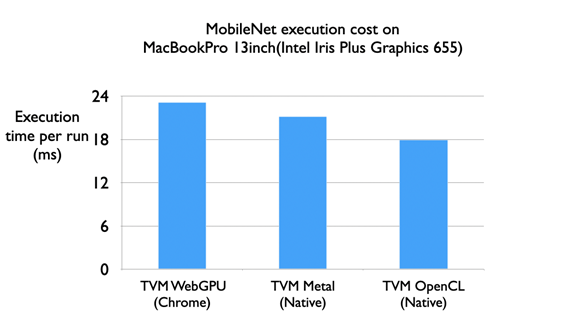 MobileNet execution cost on
MacBookPro 13inch(Intel Iris Plus Graphics 655)
Execution
time per run
(ms)
24
18
12
6
0
TVM WebGPU
(Chrome)
TVM Metal
(Native)
TVM OpenCL
(Native)